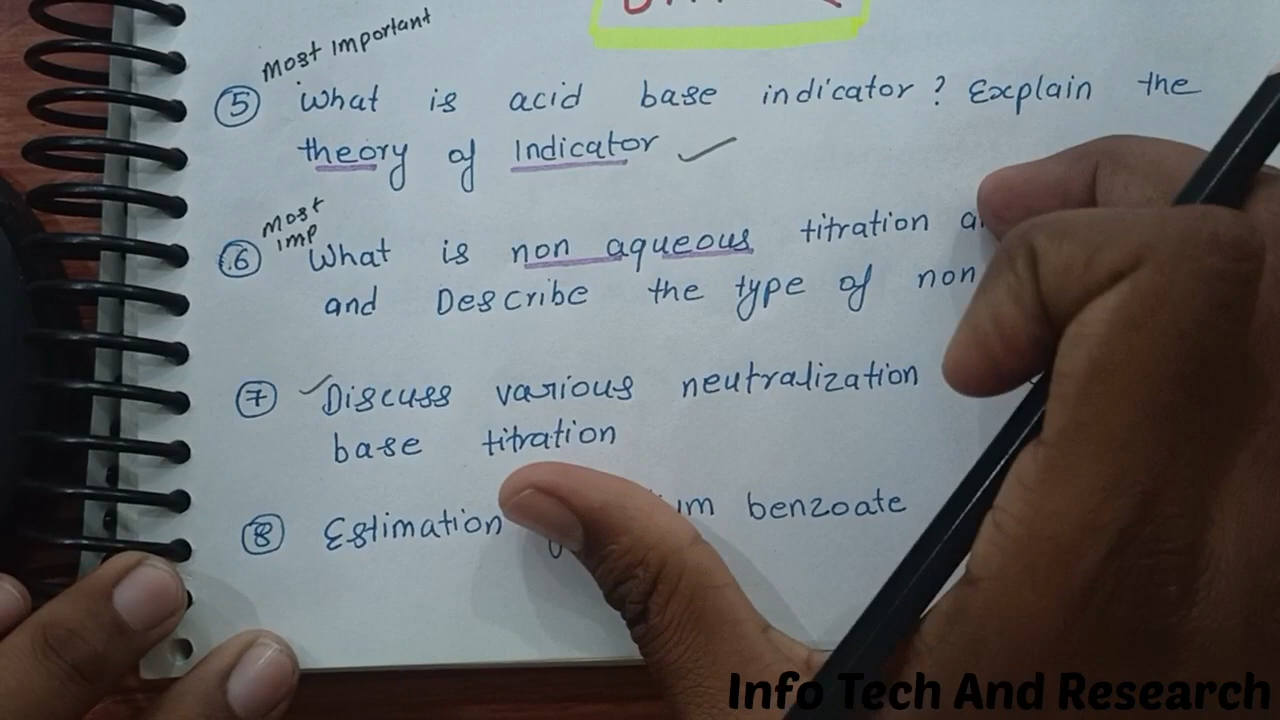 Most Important
⑤ What is acid base indicator? Explain the
theory of Indicator
Most
imp
⑥ What is non aqueous titration
and Describe the type of non
⑦ Discuss various neutralization
base titration
⑧ Estimation benzoate
Info Tech And Research